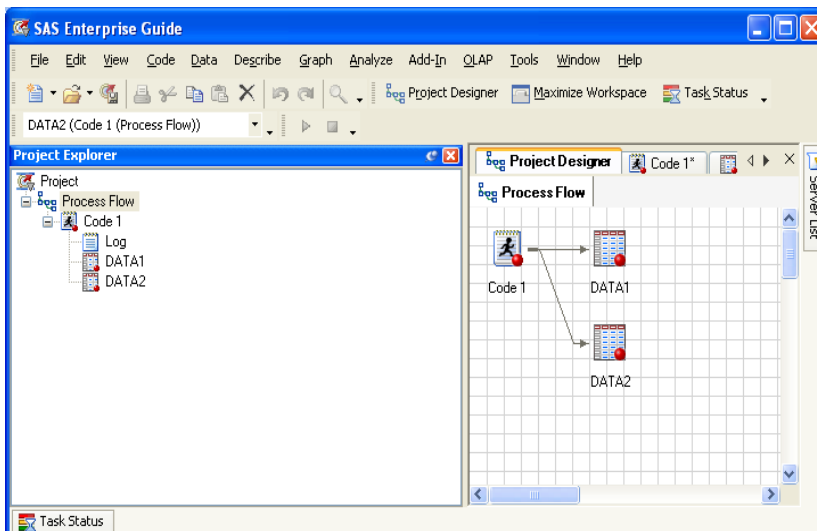 SAS Enterprise Guide
File Edit View Code Data Describe Graph Analyze Add-In OLAP Tools Window Help
Project Designer Maximize Workspace Task Status
DATA2 (Code 1 (Process Flow))
Project Explorer
Project
Process Flow
Code 1
Log
DATA1
DATA2
Project Designer Code 1*
Process Flow
Code 1 DATA1
DATA2
Server List
Task Status